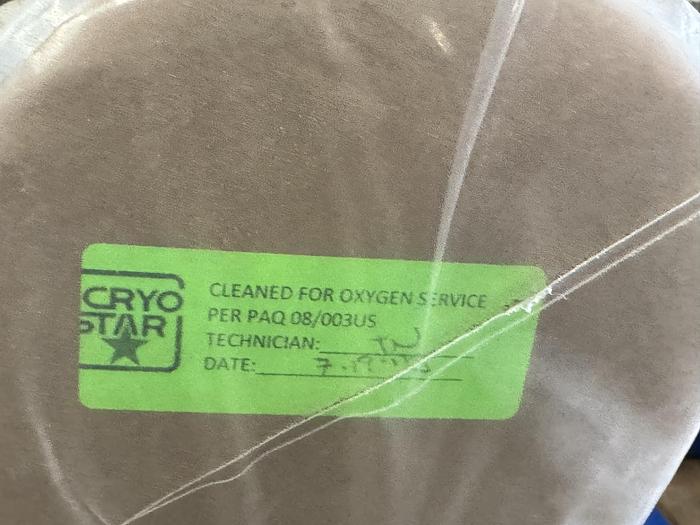 CRYO
STAR
CLEANED FOR OXYGEN SERVICE
PER PAQ 08/003US
TECHNICIAN:
DATE: